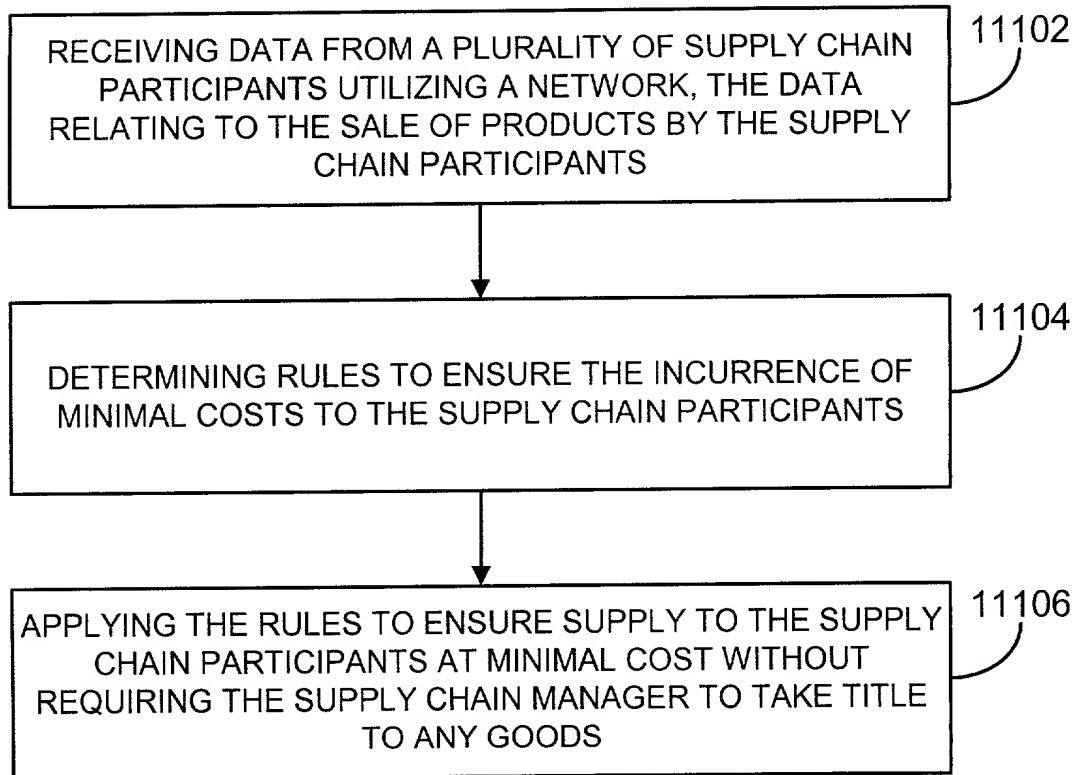 RECEIVING DATA FROM A PLURALITY OF SUPPLY CHAIN
PARTICIPANTS UTILIZING A NETWORK, THE DATA
RELATING TO THE SALE OF PRODUCTS BY THE SUPPLY
CHAIN PARTICIPANTS
11102
DETERMINING RULES TO ENSURE THE INCURRENCE OF
MINIMAL COSTS TO THE SUPPLY CHAIN PARTICIPANTS
11104
APPLYING THE RULES TO ENSURE SUPPLY TO THE SUPPLY
CHAIN PARTICIPANTS AT MINIMAL COST WITHOUT
REQUIRING THE SUPPLY CHAIN MANAGER TO TAKE TITLE
TO ANY GOODS
11106